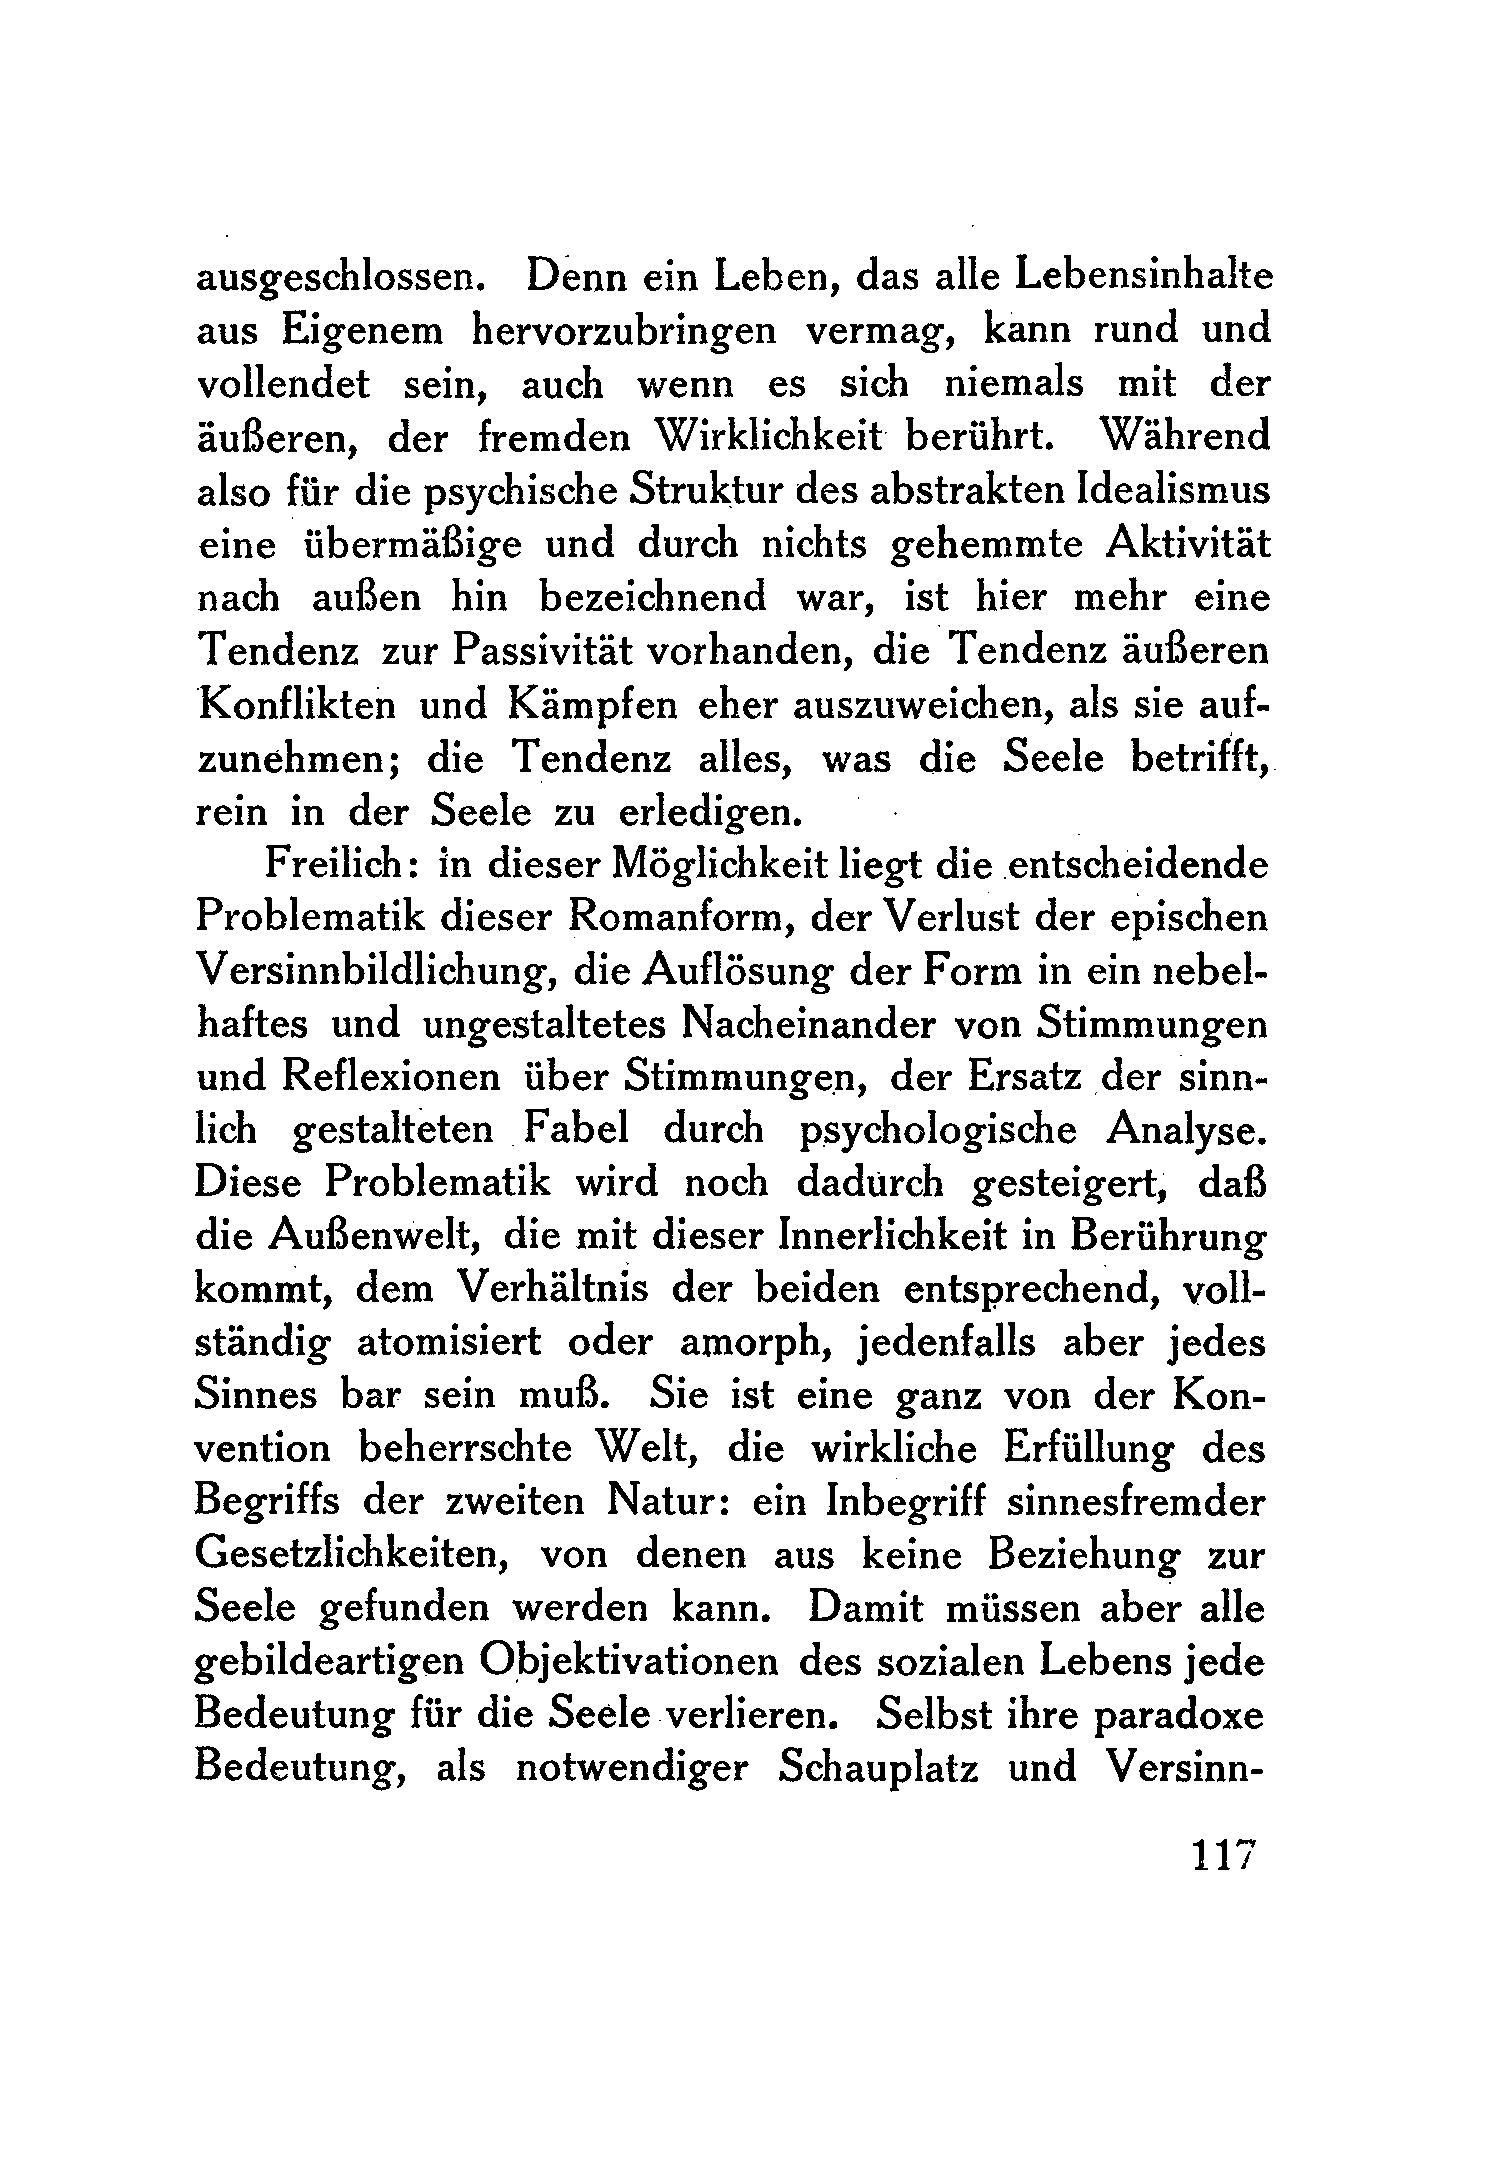 ausgeschlossen. Denn ein Leben, das alle Lebensinhalte
aus Eigenem hervorzubringen vermag, kann rund und
vollendet sein, auch wenn es sich niemals mit der
äußeren, der fremden Wirklichkeit berührt. Während
also für die psychische Struktur des abstrakten Idealismus
eine übermäßige und durch nichts gehemmte Aktivität
nach außen hin bezeichnend war, ist hier mehr eine
Tendenz zur Passivität vorhanden, die Tendenz äußeren
Konflikten und Kämpfen eher auszuweichen, als sie auf-
zunehmen; die Tendenz alles, was die Seele betrifft,
rein in der Seele zu erledigen.
Freilich: in dieser Möglichkeit liegt die entscheidende
Problematik dieser Romanform, der Verlust der epischen
Versinnbildlichung, die Auflösung der Form in ein nebel-
haftes und ungestaltetes Nacheinander von Stimmungen
und Reflexionen über Stimmungen, der Ersatz der sinn-
lich gestalteten Fabel durch psychologische Analyse.
Diese Problematik wird noch dadurch gesteigert, daß
die Außenwelt, die mit dieser Innerlichkeit in Berührung
kommt, dem Verhältnis der beiden entsprechend, voll-
ständig atomisiert oder amorph, jedenfalls aber jedes
Sinnes bar sein muß. Sie ist eine ganz von der Kon-
vention beherrschte Welt, die wirkliche Erfüllung des
Begriffs der zweiten Natur: ein Inbegriff sinnesfremder
Gesetzlichkeiten, von denen aus keine Beziehung zur
Seele gefunden werden kann. Damit müssen aber alle
gebildeartigen Objektivationen des sozialen Lebens jede
Bedeutung für die Seele verlieren. Selbst ihre paradoxe
Bedeutung, als notwendiger Schauplatz und Versinn-
117